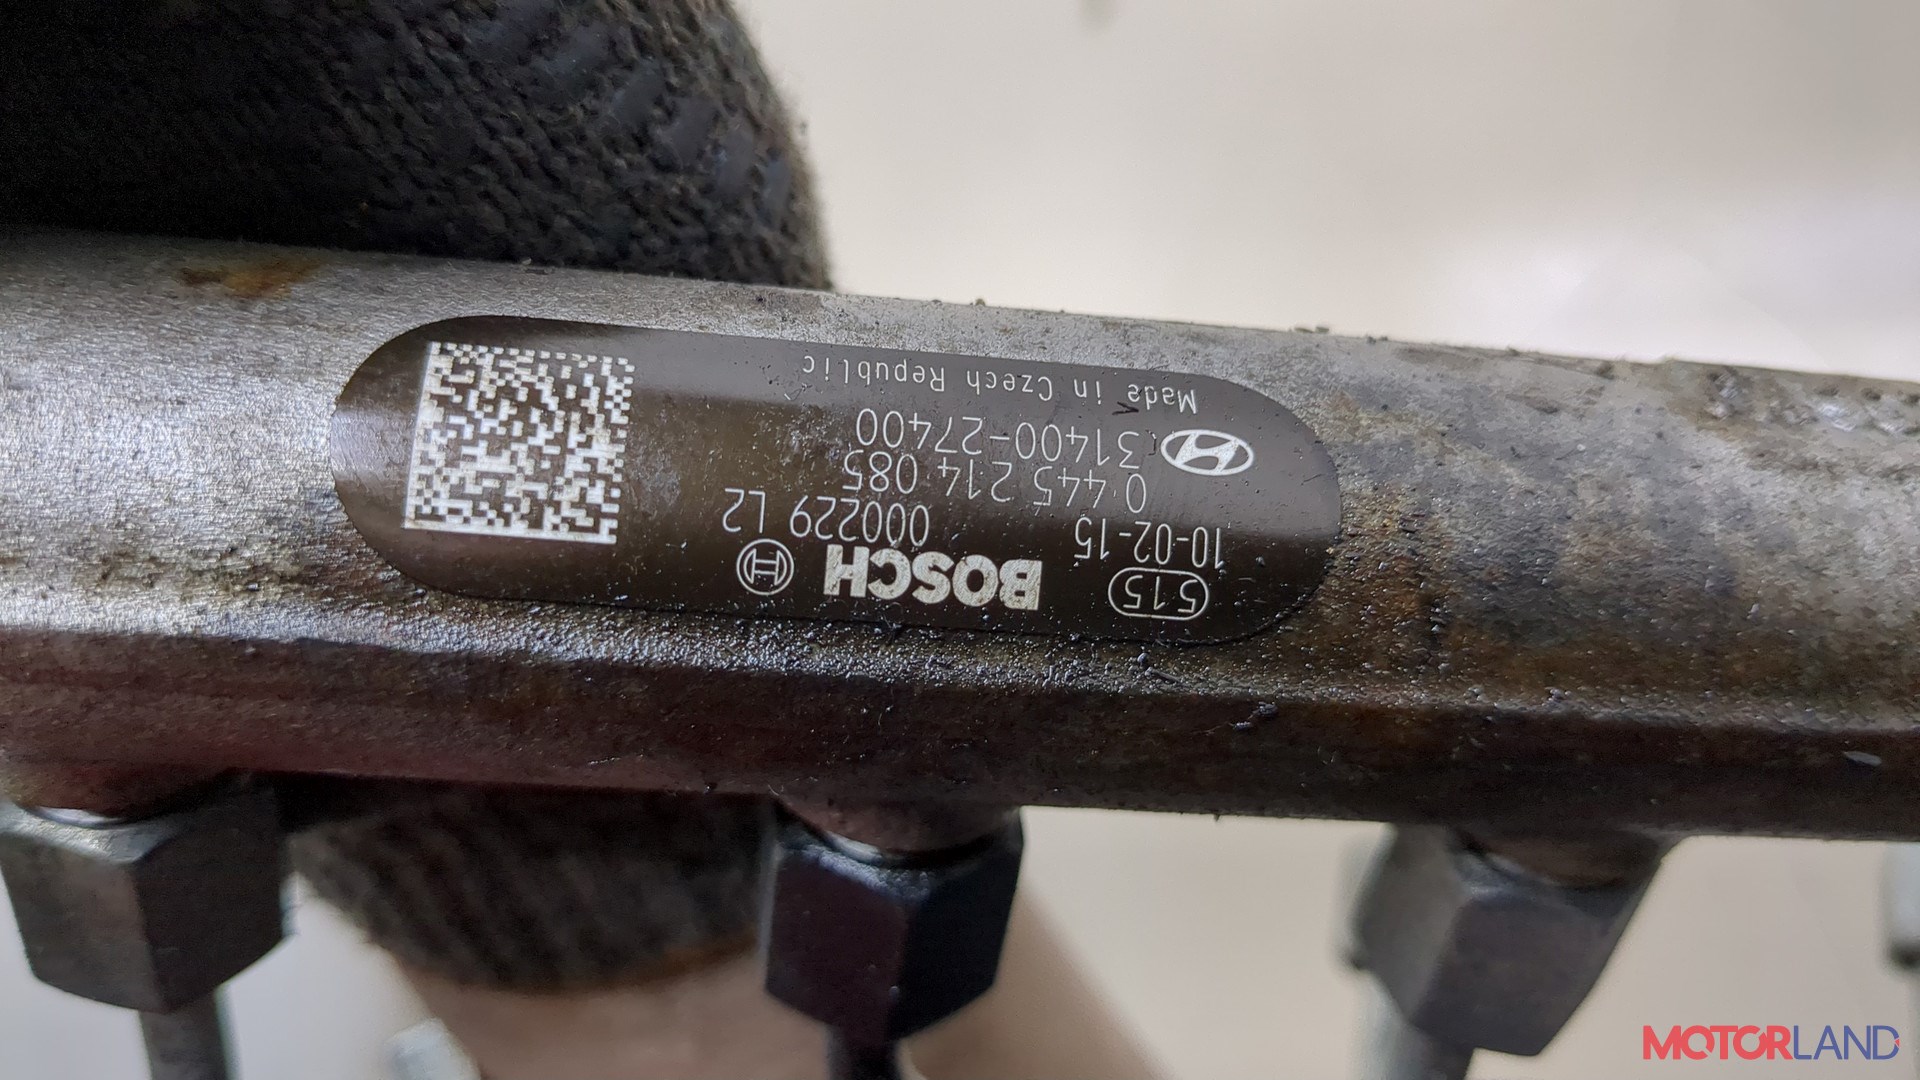 515 BOSCH
10-02-15 000229 L2
0 445 214 085
31400-27400
Made in Czech Republic
MOTORLAND